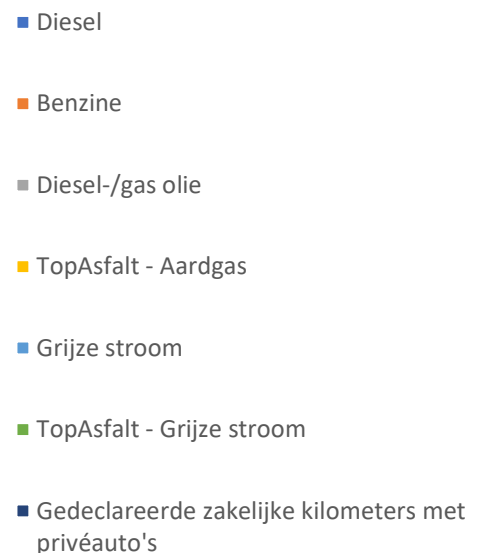 Diesel
Benzine
Diesel-/gas olie
TopAsfalt - Aardgas
Grijze stroom
TopAsfalt - Grijze stroom
Gedeclareerde zakelijke kilometers met
privéauto's